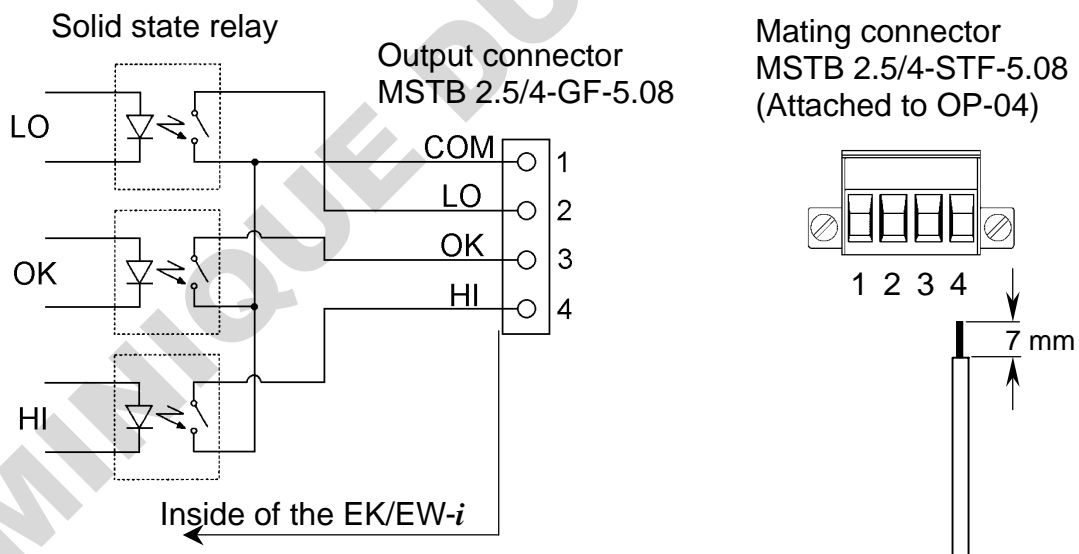 Solid state relay
Output connector
MSTB 2.5/4-GF-5.08
Mating connector
MSTB 2.5/4-STF-5.08
(Attached to OP-04)
LO
OK
HI
COM 1
LO 2
OK 3
HI 4
1 2 3 4
7 mm
Inside of the EK/EW-i
MINIQUE DU